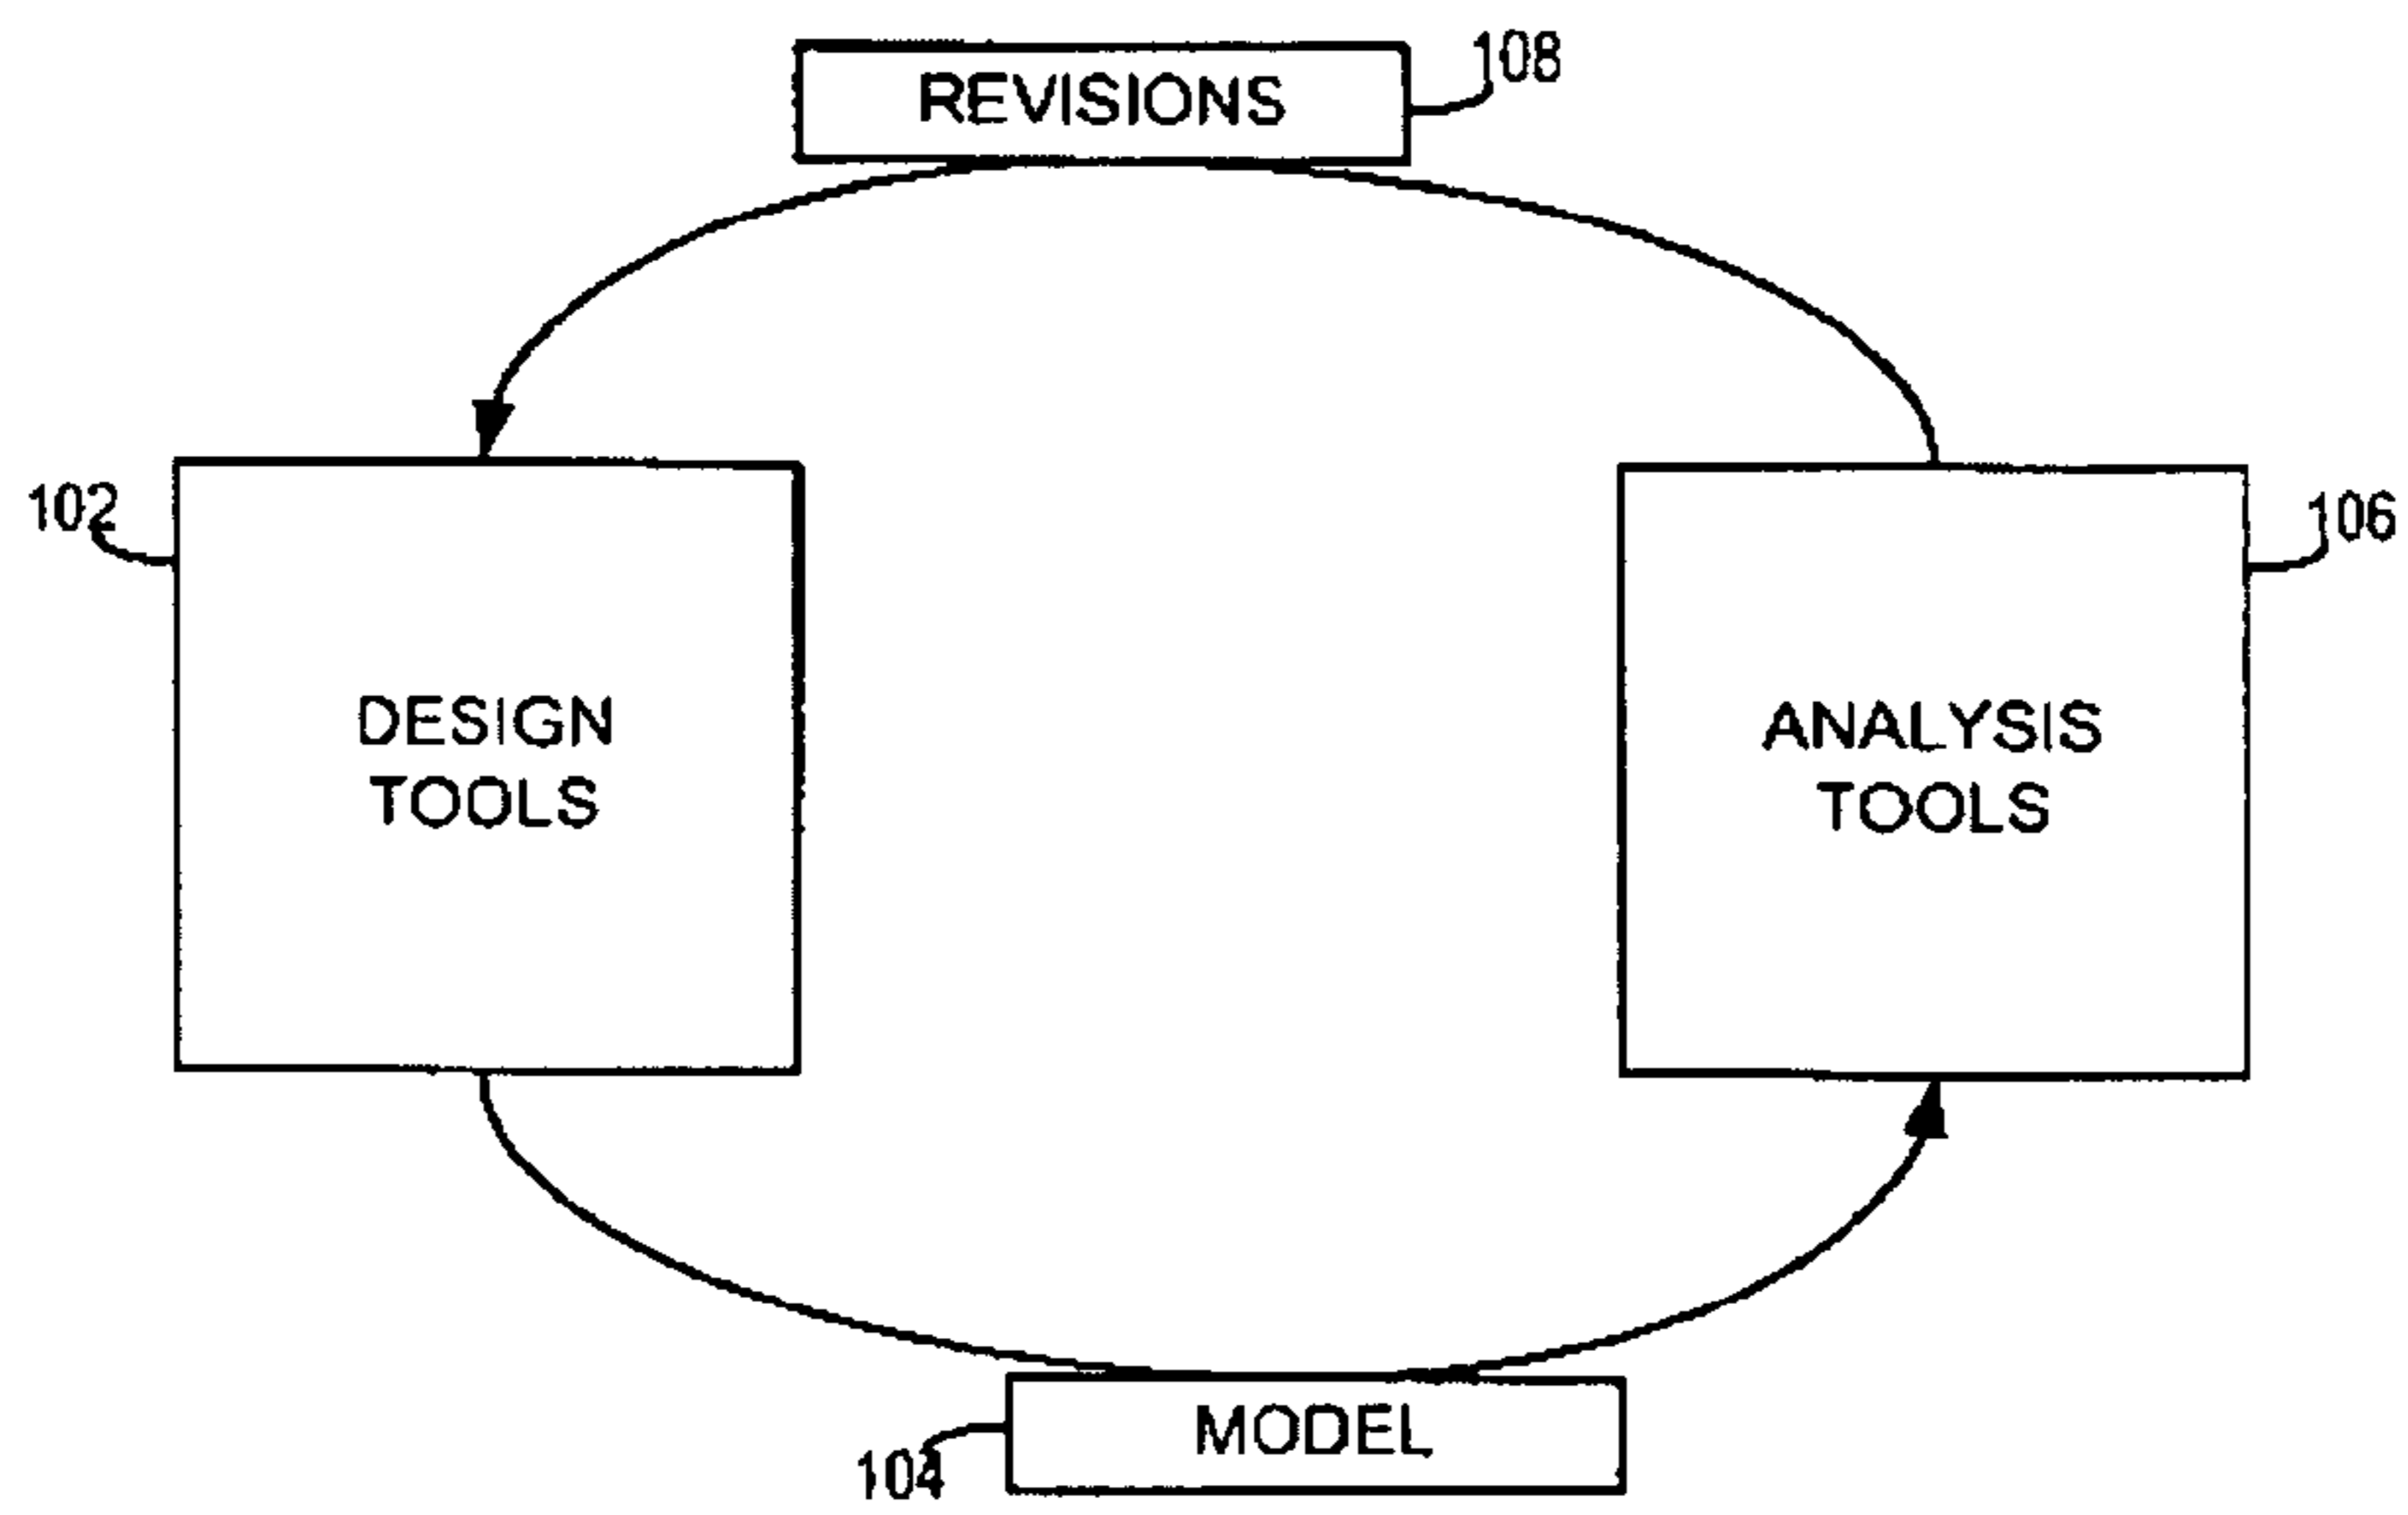 REVISIONS
108
102
106
DESIGN
TOOLS
ANALYSIS
TOOLS
MODEL
104